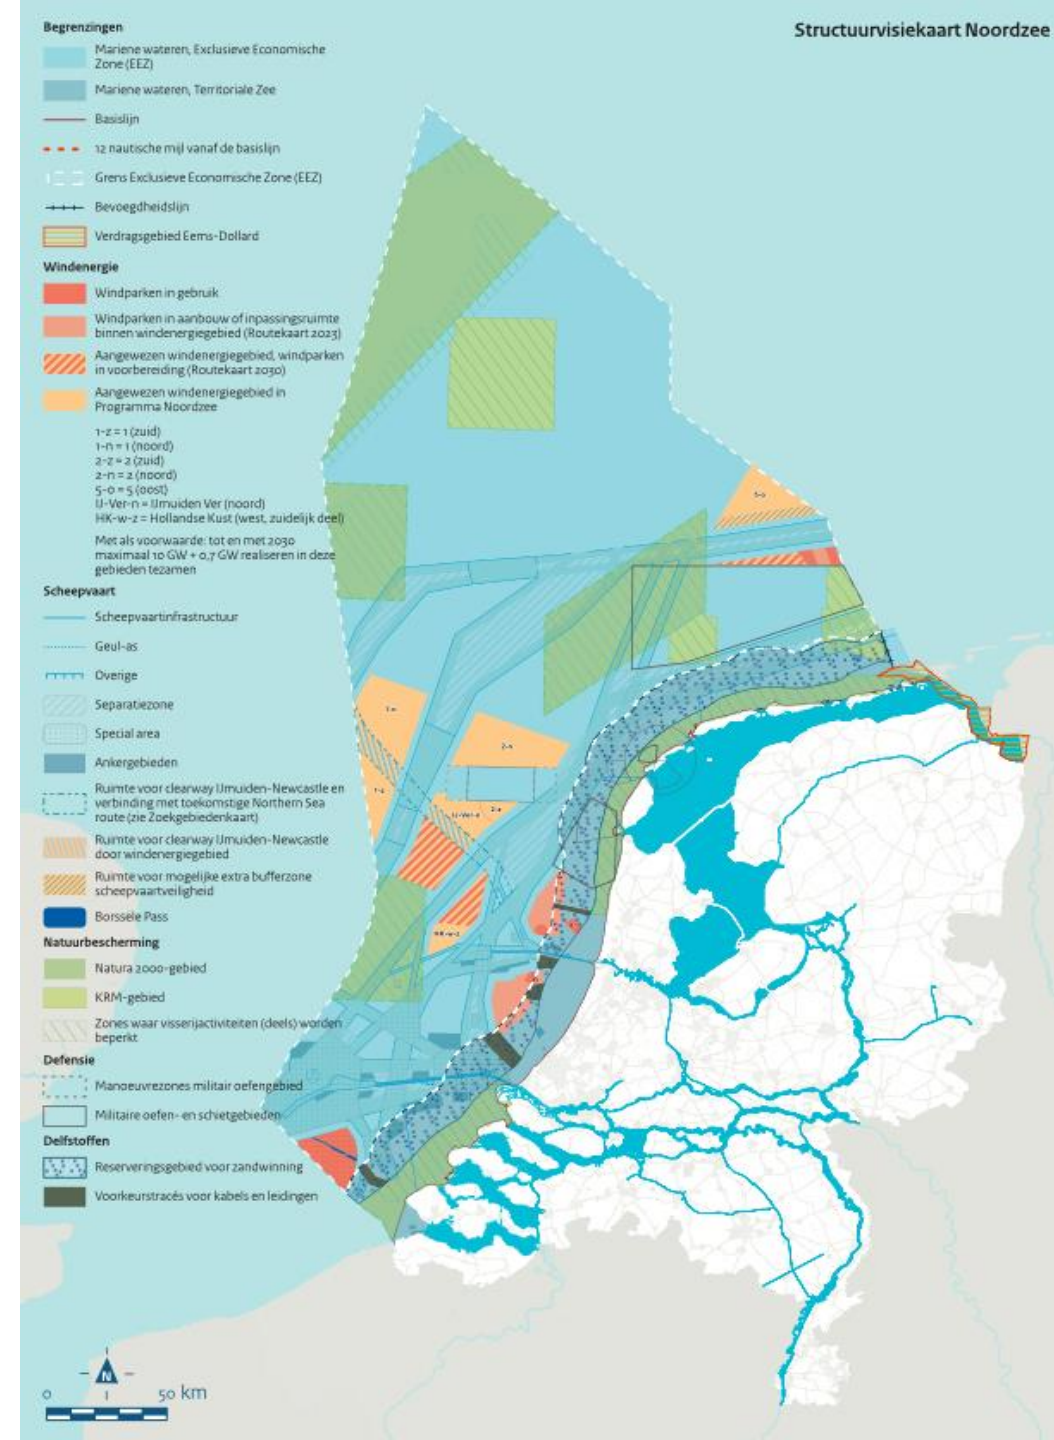 Structuurvisiekaart Noordzee
Begrenzingen
Mariene wateren, Exclusieve Economische
Zone (EEZ)
Mariene wateren, Territoriale Zee
Basislijn
12 nautische mijl vanaf de basislijn
Grens Exclusieve Economische Zone (EEZ)
Bevoegdheidslijn
Verdragsgebied Eems-Dollard
Windenergie
Windparken in gebruik
Windparken in aanbouw of inpassingsruimte
binnen windenergiegebied (Routekaart 2023)
Aangewezen windenergiegebied, windparken
in voorbereiding (Routekaart 2030)
Aangewezen windenergiegebied in
Programma Noordzee
1-z = 1 (zuid)
1-n = 1 (noord)
2-z = 2 (zuid)
2-n = 2 (noord)
5-o = 5 (oost)
IJ-Ver-n = IJmuiden Ver (noord)
HK-w-z = Hollandse Kust (west, zuidelijk deel)
Met als voorwaarde: tot en met 2030
maximaal 10 GW + 0,7 GW realiseren in deze
gebieden tezamen
Scheepvaart
Scheepvaartinfrastructuur
Geul-as
Overige
Separatiezone
Special area
Ankergebieden
Ruimte voor clearway IJmuiden-Newcastle en
verbinding met toekomstige Northern Sea
route (zie Zoekgebiedenkaart)
Ruimte voor clearway IJmuiden-Newcastle
door windenergiegebied
Ruimte voor mogelijke extra bufferzone
scheepvaartveiligheid
Borssele Pass
Natuurbescherming
Natura 2000-gebied
KRM-gebied
Zones waar visserijactiviteiten (deels) worden
beperkt
Defensie
Manoeuvrezones militair oefengebied
Militaire oefen- en schietgebieden
Delfstoffen
Reserveringsgebied voor zandwinning
Voorkeurstracés voor kabels en leidingen
5-o
1-n
2-n
1-z
2-z
IJ-Ver-n
HK-w-z
N
0
50 km